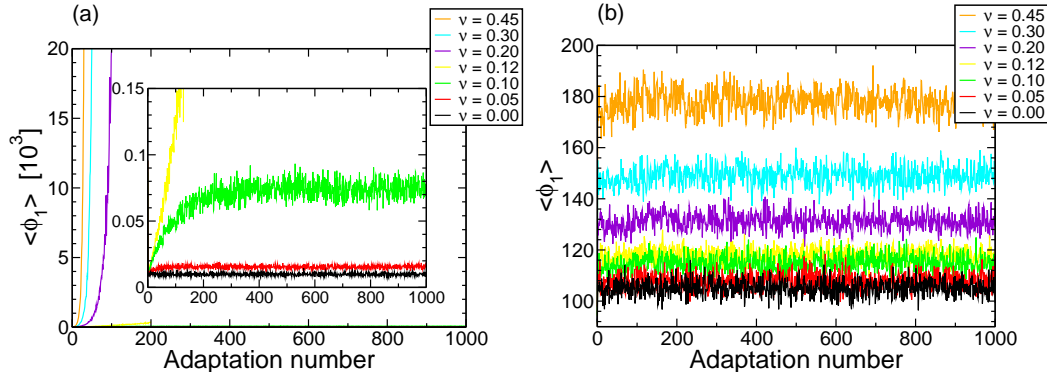 (a)
ν = 0.45
ν = 0.30
ν = 0.20
ν = 0.12
ν = 0.10
ν = 0.05
ν = 0.00
20
15
10
5
0
<ϕ₁> [10³]
0.15
0.1
0.05
0
0 200 400 600 800 1000
0 200 400 600 800 1000
Adaptation number
(b)
ν = 0.45
ν = 0.30
ν = 0.20
ν = 0.12
ν = 0.10
ν = 0.05
ν = 0.00
200
180
160
140
120
100
<ϕ₁>
0 200 400 600 800 1000
Adaptation number